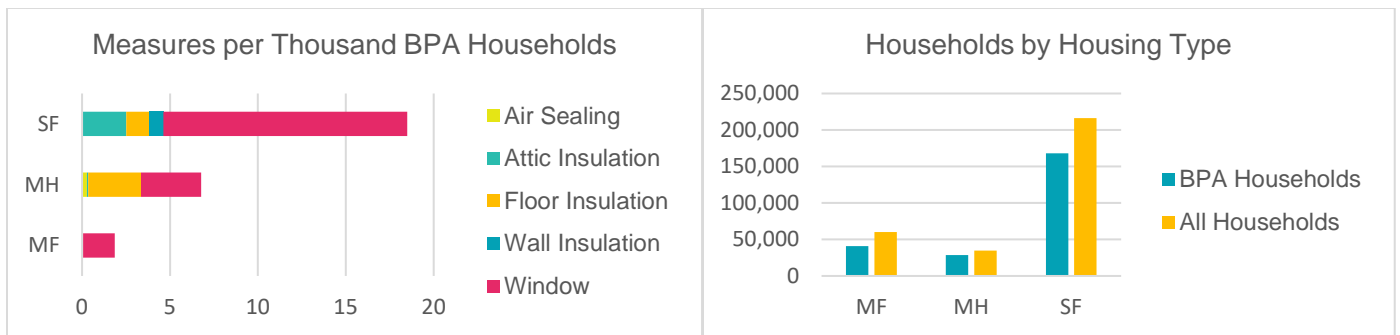 Measures per Thousand BPA Households
SF
MH
MF
0 5 10 15 20
Air Sealing
Attic Insulation
Floor Insulation
Wall Insulation
Window
Households by Housing Type
250,000
200,000
150,000
100,000
50,000
0
MF MH SF
BPA Households
All Households